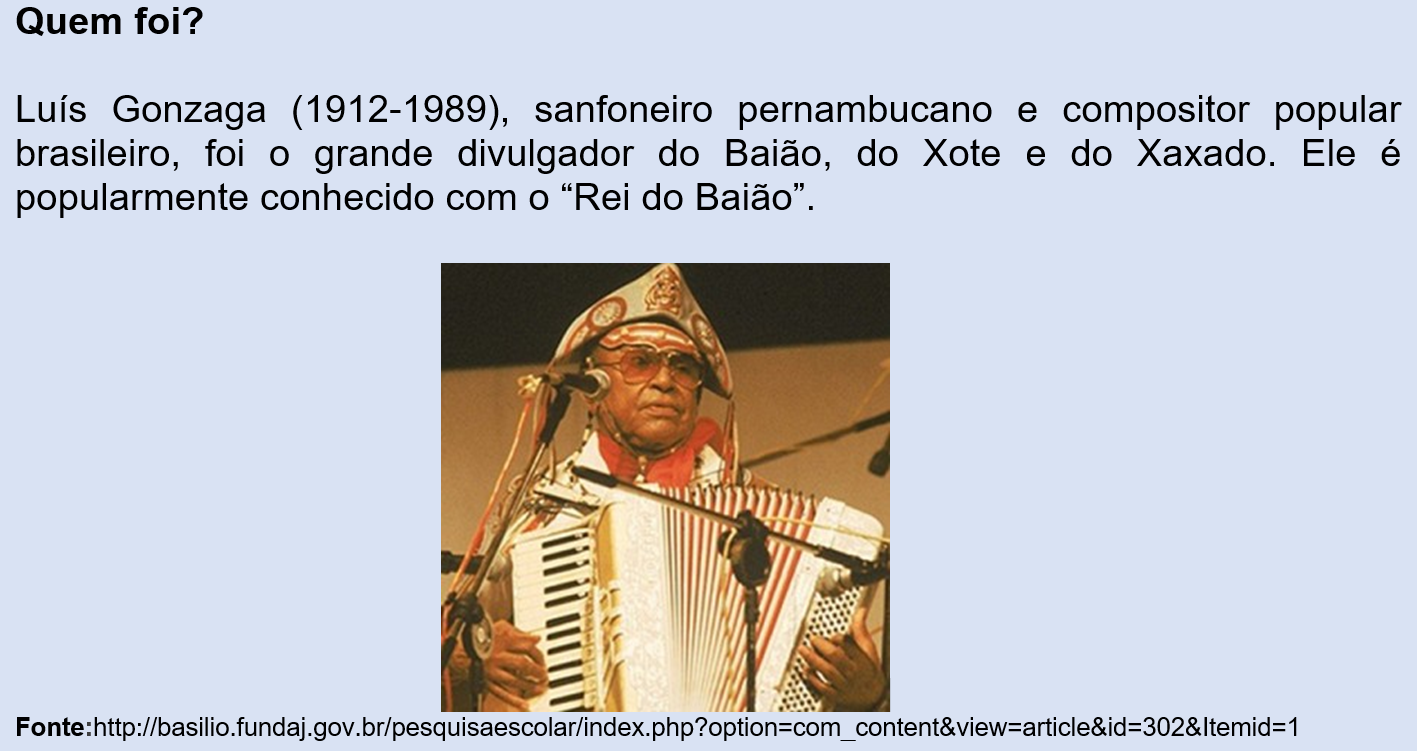 Quem foi?
Luís Gonzaga (1912-1989), sanfoneiro pernambucano e compositor popular
brasileiro, foi o grande divulgador do Baião, do Xote e do Xaxado. Ele é
popularmente conhecido com o “Rei do Baião”.
Fonte:http://basilio.fundaj.gov.br/pesquisaescolar/index.php?option=com_content&view=article&id=302&Itemid=1